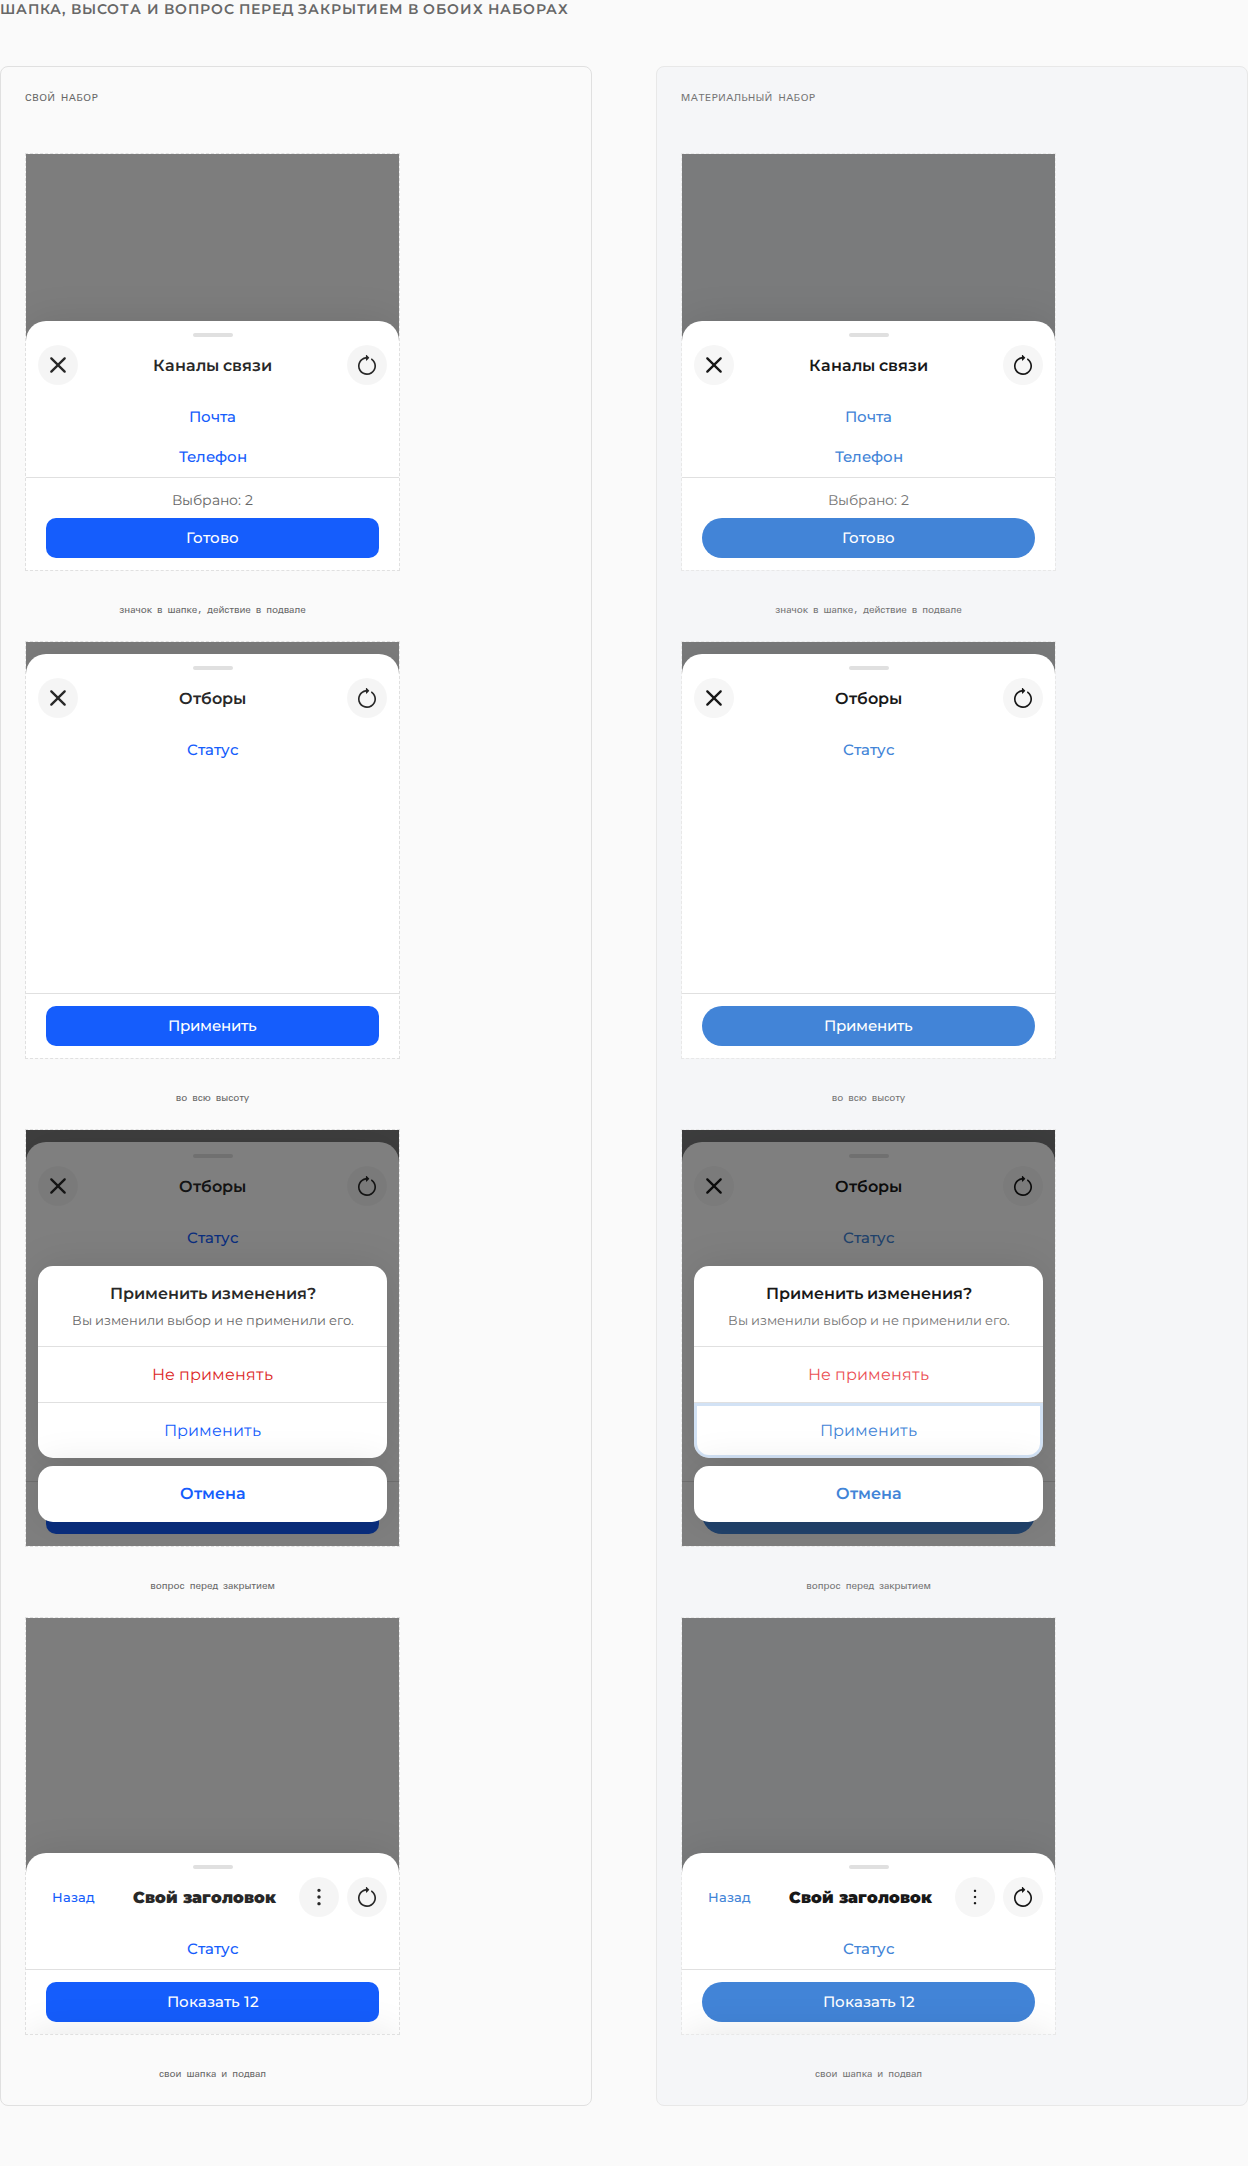 ШАПКА, ВЫСОТА И ВОПРОС ПЕРЕД ЗАКРЫТИЕМ В ОБОИХ НАБОРАХ
СВОЙ НАБОР
Каналы связи
Почта
Телефон
Выбрано: 2
Готово
значок в шапке, действие в подвале
Отборы
Статус
Применить
во всю высоту
Отборы
Статус
Применить изменения?
Вы изменили выбор и не применили его.
Не применять
Применить
Отмена
вопрос перед закрытием
Назад
Свой заголовок
Статус
Показать 12
свои шапка и подвал
МАТЕРИАЛЬНЫЙ НАБОР
Каналы связи
Почта
Телефон
Выбрано: 2
Готово
значок в шапке, действие в подвале
Отборы
Статус
Применить
во всю высоту
Отборы
Статус
Применить изменения?
Вы изменили выбор и не применили его.
Не применять
Применить
Отмена
вопрос перед закрытием
Назад
Свой заголовок
Статус
Показать 12
свои шапка и подвал